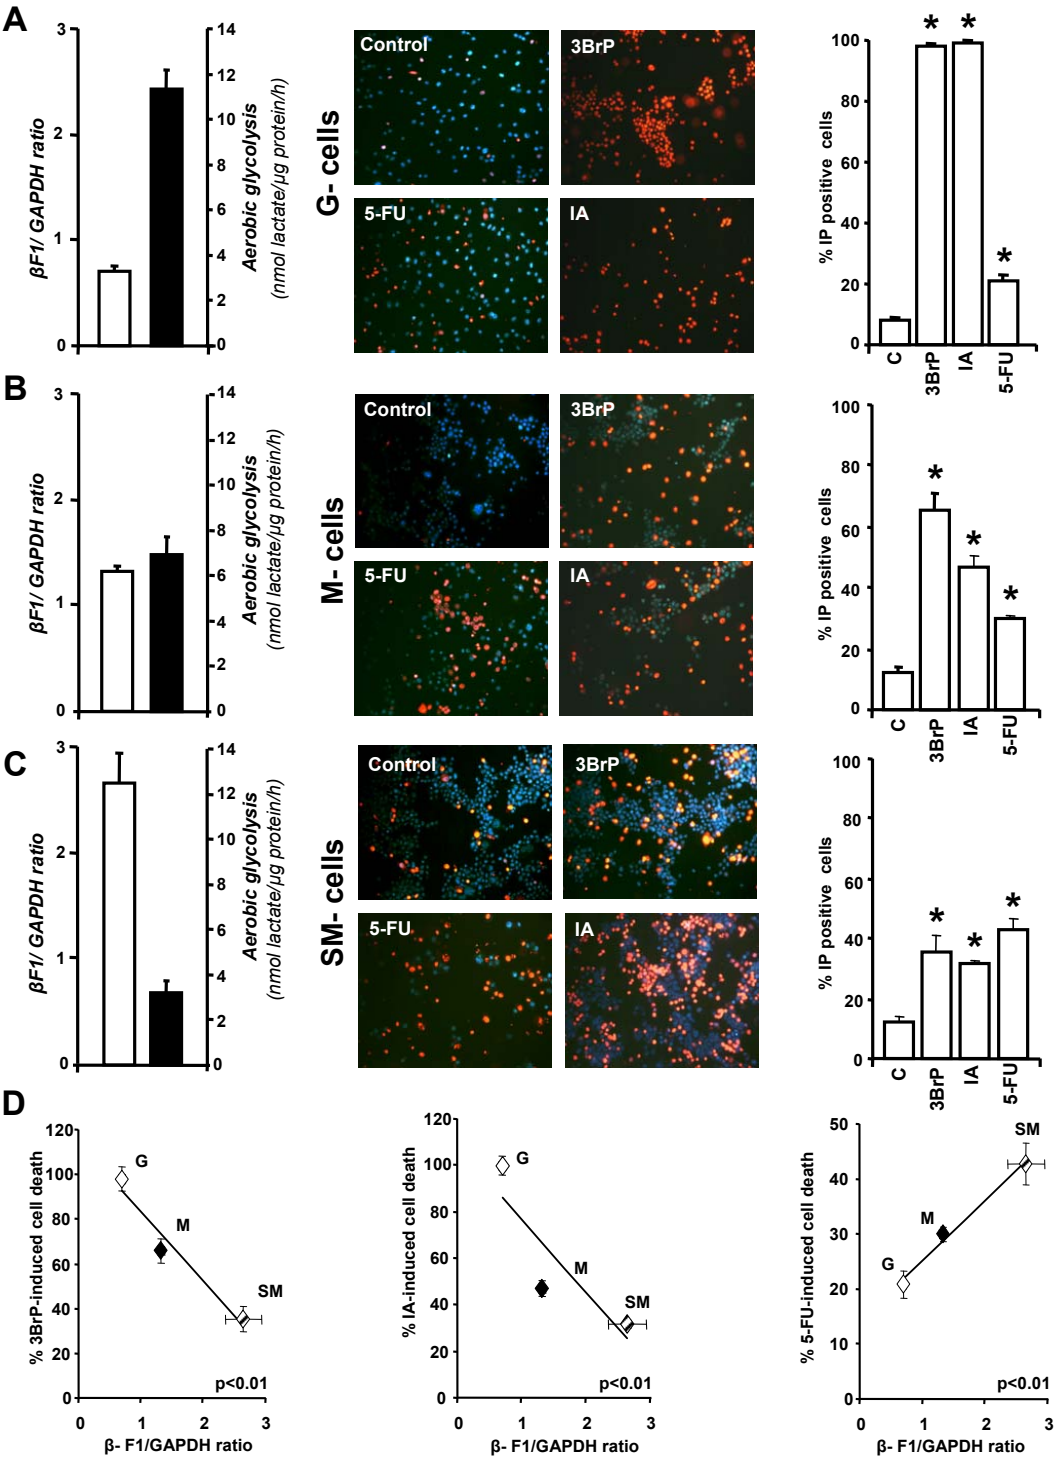 A
3
2
1
0
βF1/ GAPDH ratio
14
12
10
8
6
4
2
0
Aerobic glycolysis
(nmol lactate/µg protein/h)
G- cells
Control
3BrP
5-FU
IA
% IP positive cells
100
80
60
40
20
0
* * *
C
3BrP
IA
5-FU
B
3
2
1
0
βF1/ GAPDH ratio
14
12
10
8
6
4
2
0
Aerobic glycolysis
(nmol lactate/µg protein/h)
M- cells
Control
3BrP
5-FU
IA
% IP positive cells
100
80
60
40
20
0
* * *
C
3BrP
IA
5-FU
C
3
2
1
0
βF1/ GAPDH ratio
14
12
10
8
6
4
2
0
Aerobic glycolysis
(nmol lactate/µg protein/h)
SM- cells
Control
3BrP
5-FU
IA
% IP positive cells
100
80
60
40
20
0
* * *
C
3BrP
IA
5-FU
D
% 3BrP-induced cell death
120
100
80
60
40
20
0
G
M
SM
p<0.01
0 1 2 3
β- F1/GAPDH ratio
% IA-induced cell death
120
100
80
60
40
20
0
G
M
SM
p<0.01
0 1 2 3
β- F1/GAPDH ratio
% 5-FU-induced cell death
50
40
30
20
10
0
SM
M
G
p<0.01
0 1 2 3
β- F1/GAPDH ratio